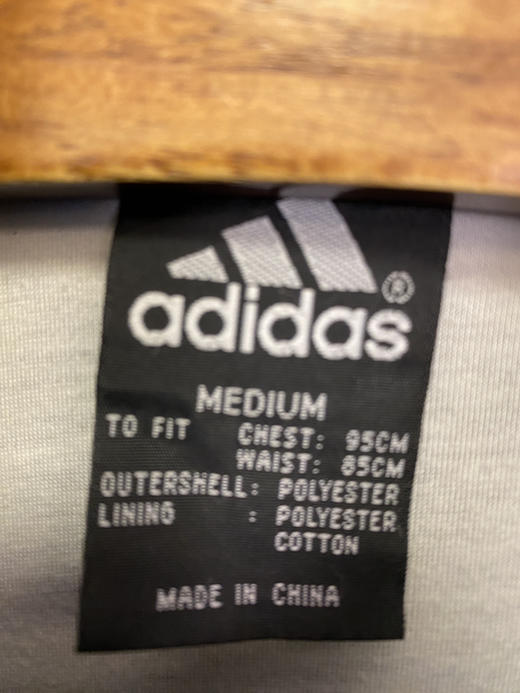 adidas®
MEDIUM
TO FIT CHEST: 95CM
WAIST: 85CM
OUTERSHELL: POLYESTER
LINING : POLYESTER
COTTON
MADE IN CHINA